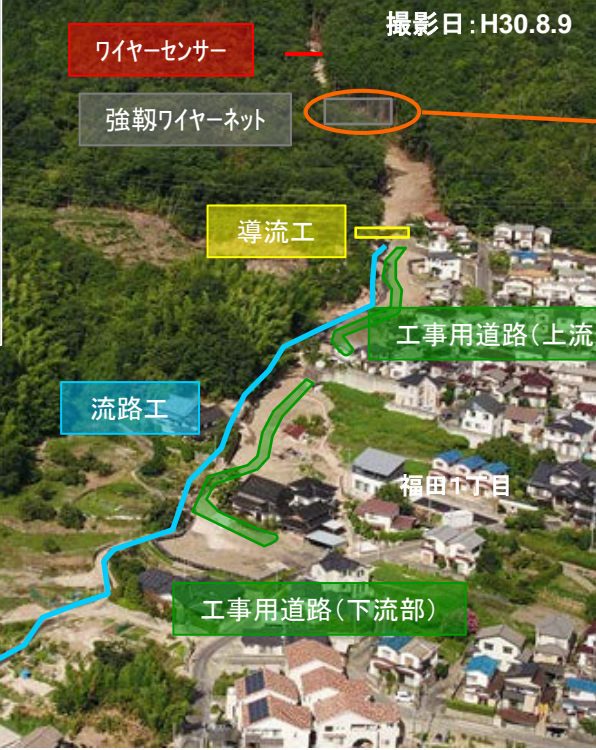 撮影日:H30.8.9
ワイヤーセンサー
強靱ワイヤーネット
導流工
工事用道路(上流
流路工
福田1丁目
工事用道路(下流部)